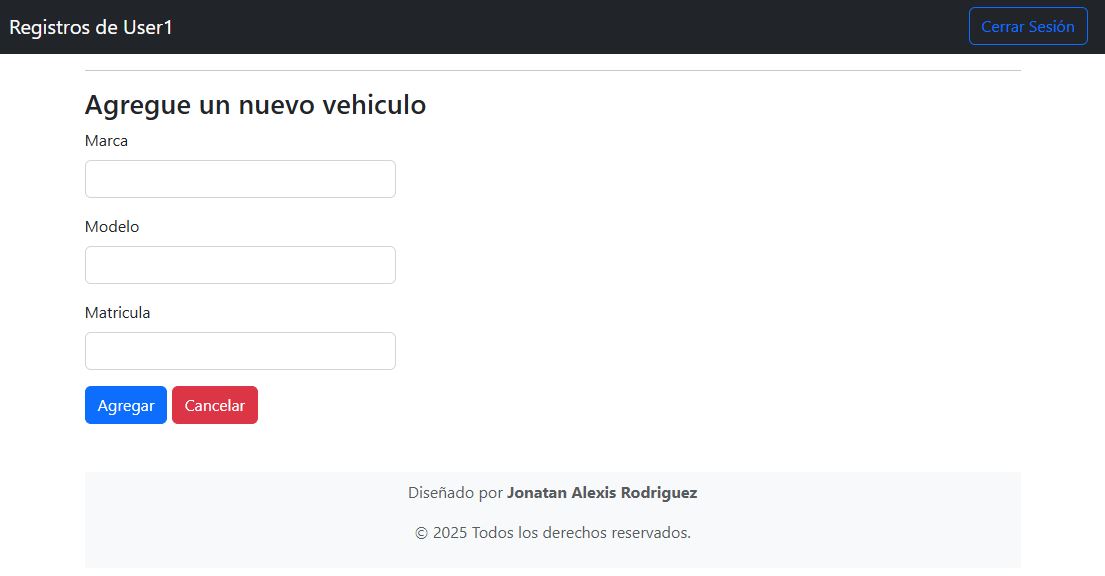 Registros de User1
Cerrar Sesión
Agregue un nuevo vehiculo
Marca
Modelo
Matricula
Agregar Cancelar
Diseñado por Jonatan Alexis Rodriguez
© 2025 Todos los derechos reservados.